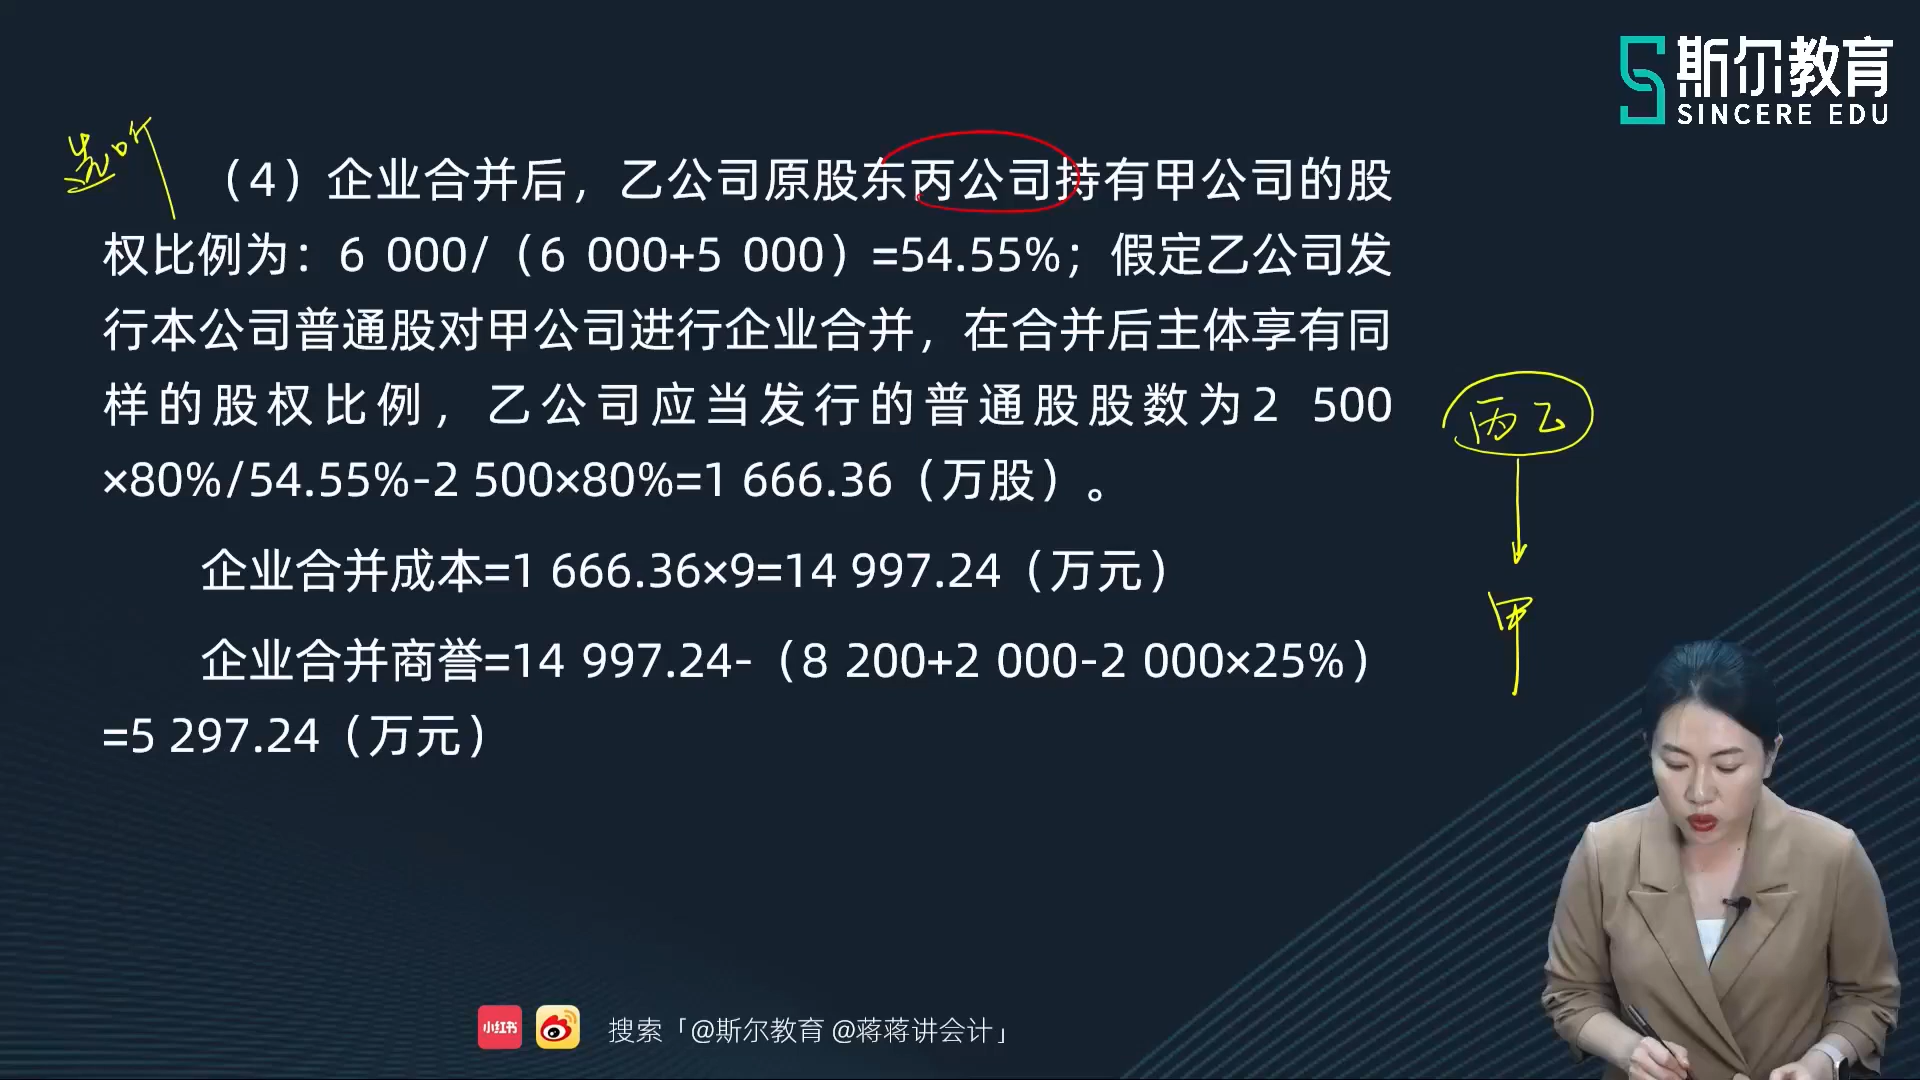 斯尔教育
SINCERE EDU
（4）企业合并后，乙公司原股东丙公司持有甲公司的股
权比例为：6 000/（6 000+5 000）=54.55%；假定乙公司发
行本公司普通股对甲公司进行企业合并，在合并后主体享有同
样的股权比例，乙公司应当发行的普通股股数为2 500
×80%/54.55%-2 500×80%=1 666.36（万股）。
丙乙
企业合并成本=1 666.36×9=14 997.24（万元）
甲
企业合并商誉=14 997.24-（8 200+2 000-2 000×25%）
=5 297.24（万元）
小红书
搜索「@斯尔教育 @蒋蒋讲会计」